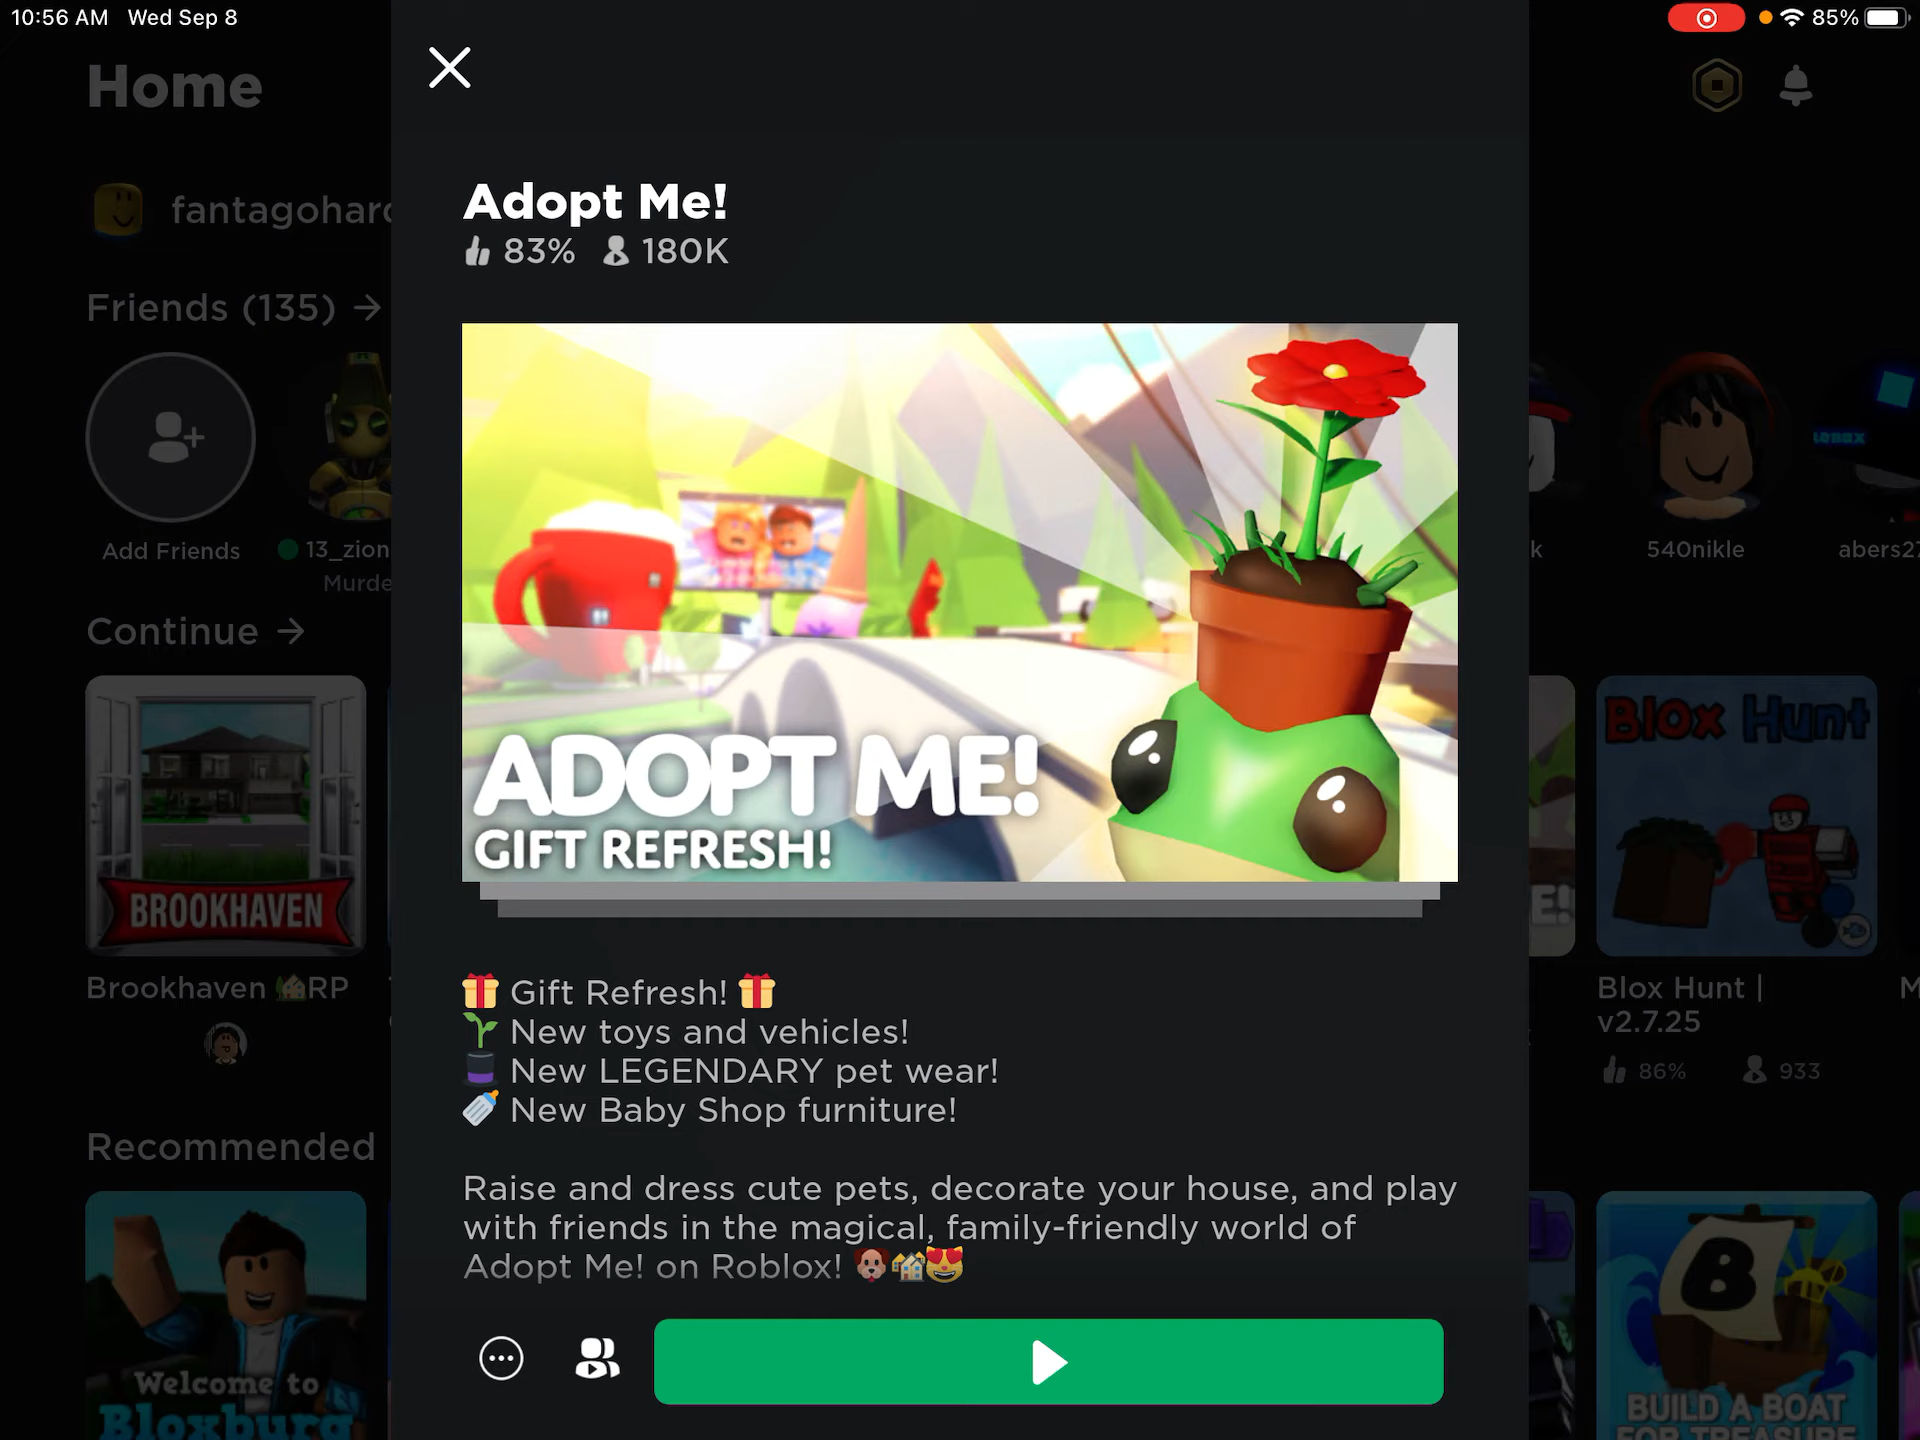 10:56 AM Wed Sep 8
85%
Home
fantagohard
Friends (135)
Add Friends
13_zion
Murde
k
540nikle
abers27
Continue
BROOKHAVEN
Brookhaven 🏡RP
Blox Hunt
Blox Hunt |
v2.7.25
86% 933
M
E!
Recommended
Welcome to
Bloxburg
B
BUILD A BOAT
FOR TREASURE
Adopt Me!
83% 180K
ADOPT ME!
GIFT REFRESH!
🎁 Gift Refresh! 🎁
🌱 New toys and vehicles!
🎩 New LEGENDARY pet wear!
🍼 New Baby Shop furniture!
Raise and dress cute pets, decorate your house, and play
with friends in the magical, family-friendly world of
Adopt Me! on Roblox! 🐶🏘️😻